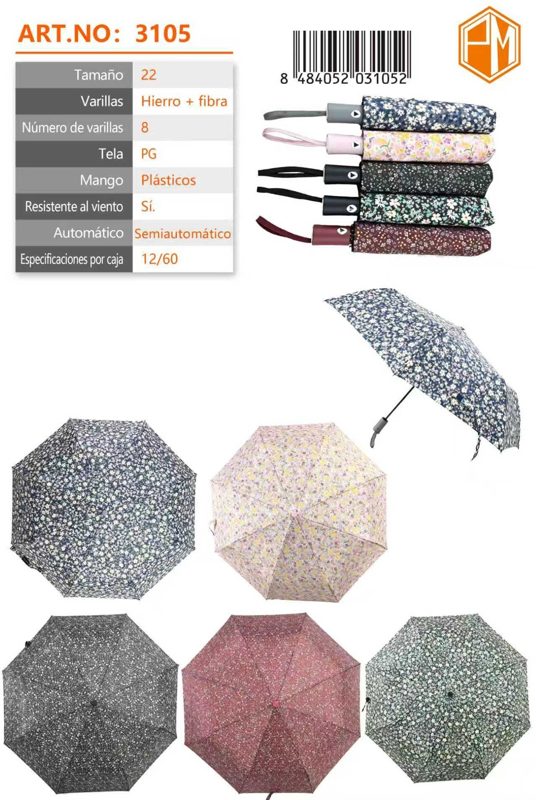 ART.NO: 3105
Tamaño 22
Varillas Hierro + fibra
Número de varillas 8
Tela PG
Mango Plásticos
Resistente al viento Sí.
Automático Semiautomático
Especificaciones por caja 12/60
8 484052 031052